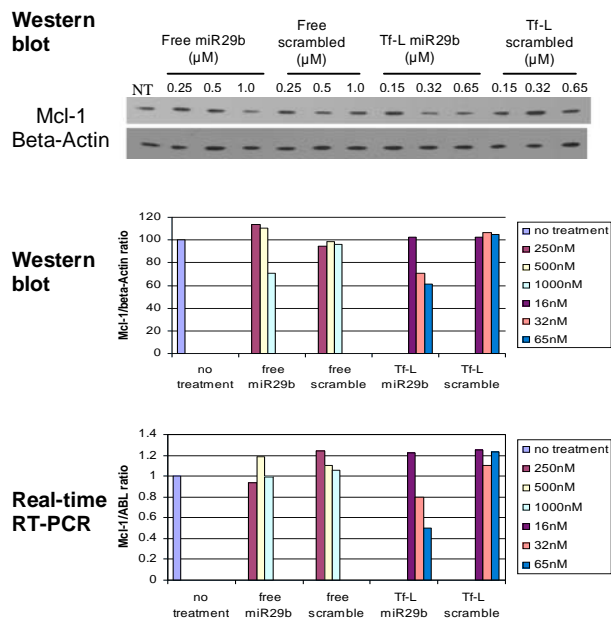 Western
blot
Free miR29b
(µM)
Free
scrambled
(µM)
Tf-L miR29b
(µM)
Tf-L
scrambled
(µM)
NT 0.25 0.5 1.0 0.25 0.5 1.0 0.15 0.32 0.65 0.15 0.32 0.65
Mcl-1
Beta-Actin
Western
blot
Mcl-1/beta-Actin ratio
120
100
80
60
40
20
0
no
treatment
free
miR29b
free
scramble
Tf-L
miR29b
Tf-L
scramble
no treatment
250nM
500nM
1000nM
16nM
32nM
65nM
Real-time
RT-PCR
Mcl-1/ABL ratio
1.4
1.2
1
0.8
0.6
0.4
0.2
0
no
treatment
free
miR29b
free
scramble
Tf-L
miR29b
Tf-L
scramble
no treatment
250nM
500nM
1000nM
16nM
32nM
65nM